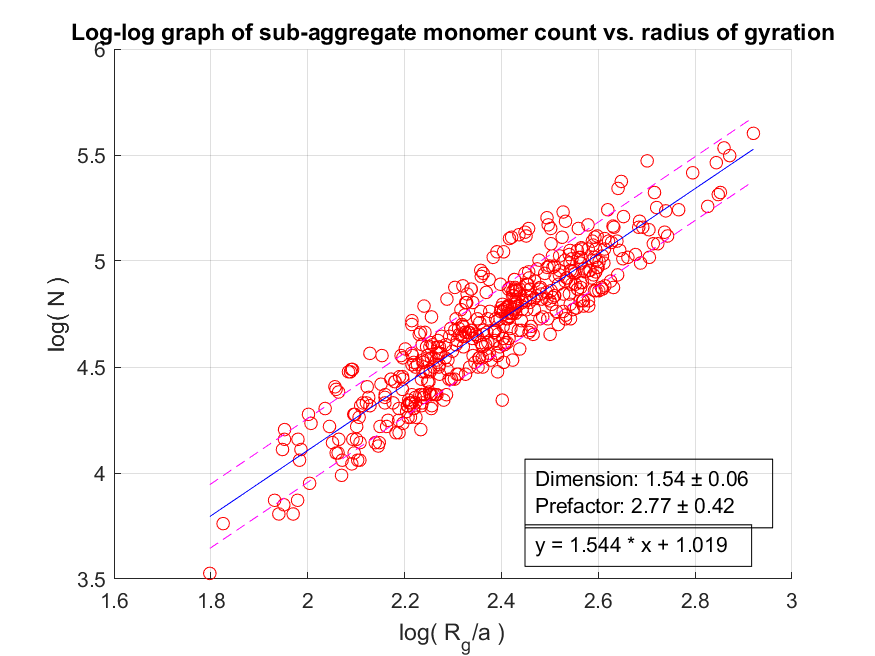 Log-log graph of sub-aggregate monomer count vs. radius of gyration
6
5.5
5
4.5
4
3.5
log( N )
Dimension: 1.54 ± 0.06
Prefactor: 2.77 ± 0.42
y = 1.544 * x + 1.019
1.6 1.8 2 2.2 2.4 2.6 2.8 3
log( Rg/a )